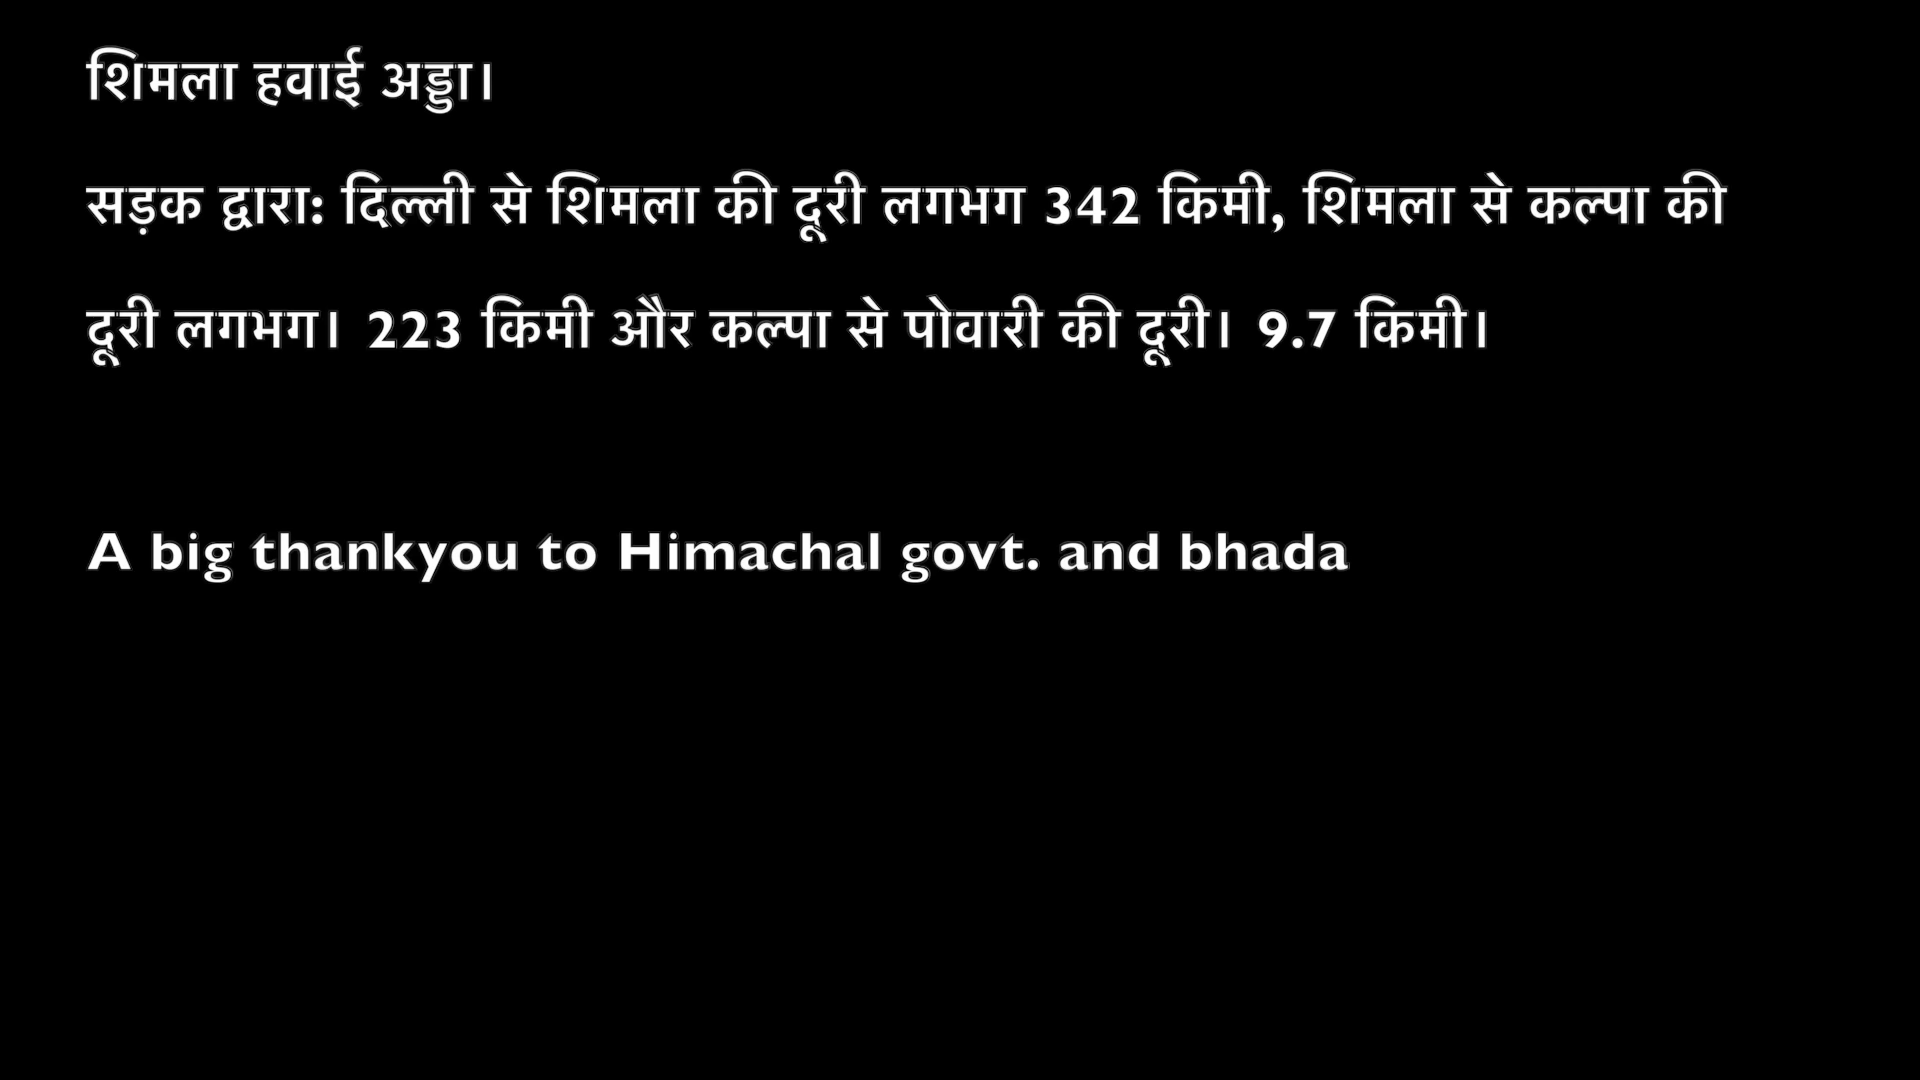 शिमला हवाई अड्डा।
सड़क द्वारा: दिल्ली से शिमला की दूरी लगभग 342 किमी, शिमला से कल्पा की
दूरी लगभग। 223 किमी और कल्पा से पोवारी की दूरी। 9.7 किमी।
A big thankyou to Himachal govt. and bhada